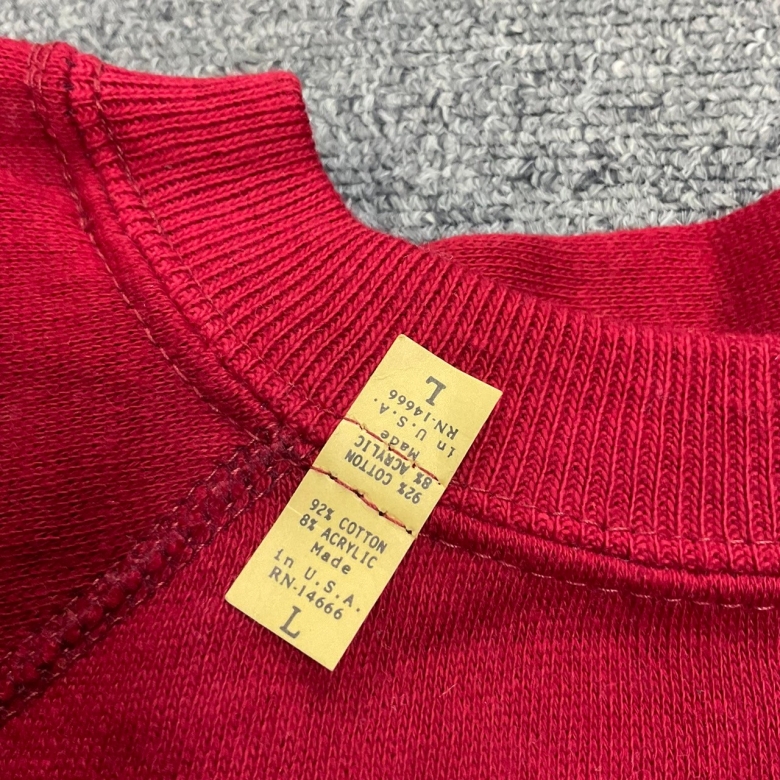 L
RN-14666
in U.S.A.
Made
8% ACRYLIC
92% COTTON
92% COTTON
8% ACRYLIC
Made
in U.S.A.
RN-14666
L